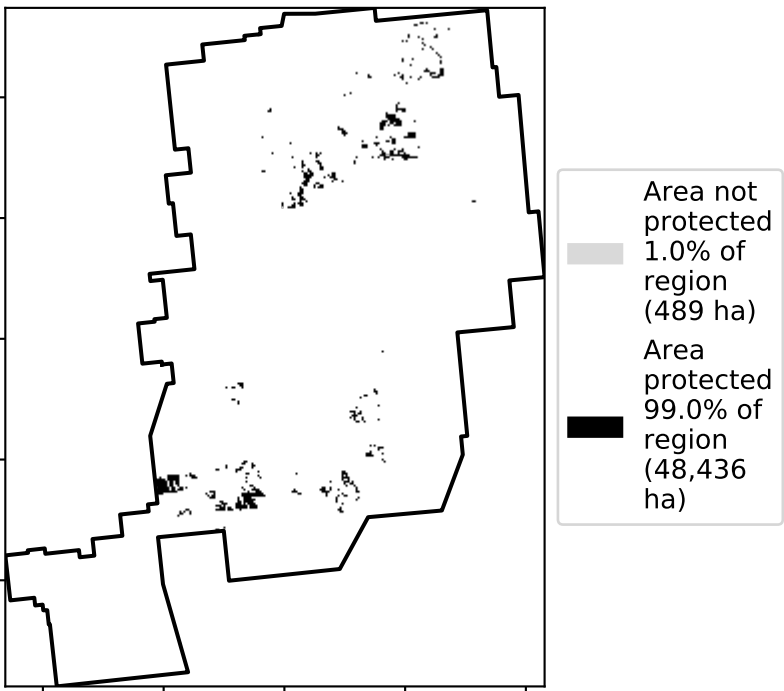 Area not
protected
1.0% of
region
(489 ha)
Area
protected
99.0% of
region
(48,436
ha)